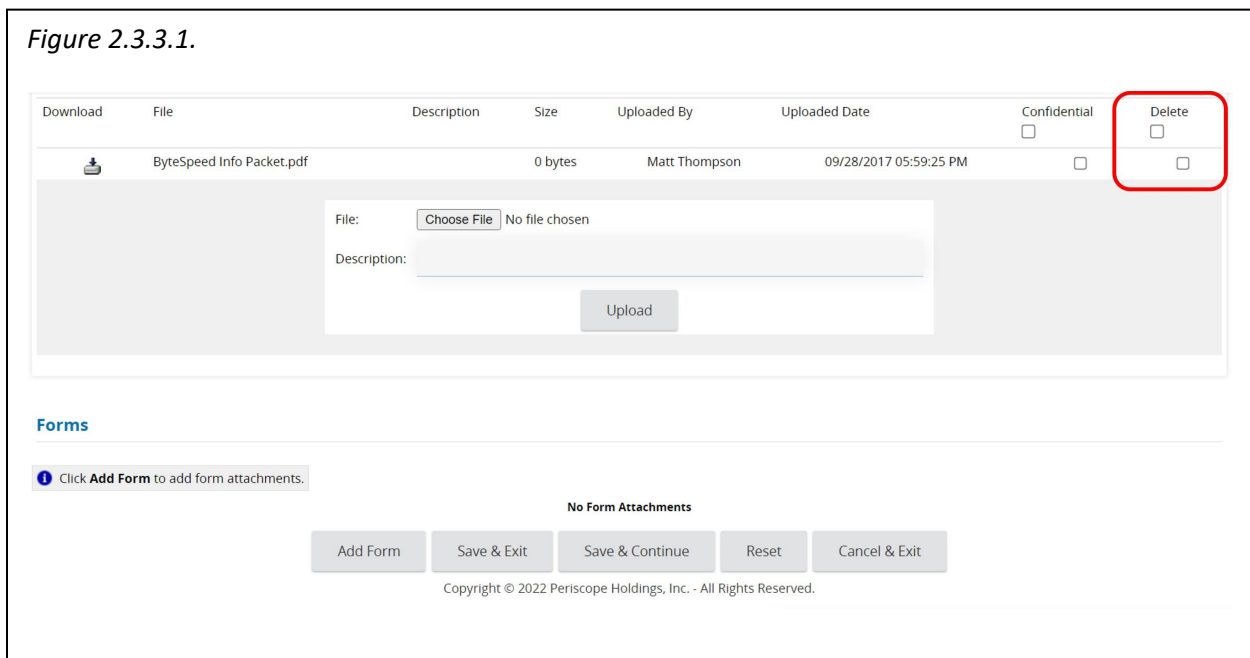 Figure 2.3.3.1.
Download File Description Size Uploaded By Uploaded Date Confidential Delete
ByteSpeed Info Packet.pdf 0 bytes Matt Thompson 09/28/2017 05:59:25 PM
File: Choose File No file chosen
Description:
Upload
Forms
Click Add Form to add form attachments.
No Form Attachments
Add Form Save & Exit Save & Continue Reset Cancel & Exit
Copyright © 2022 Periscope Holdings, Inc. - All Rights Reserved.